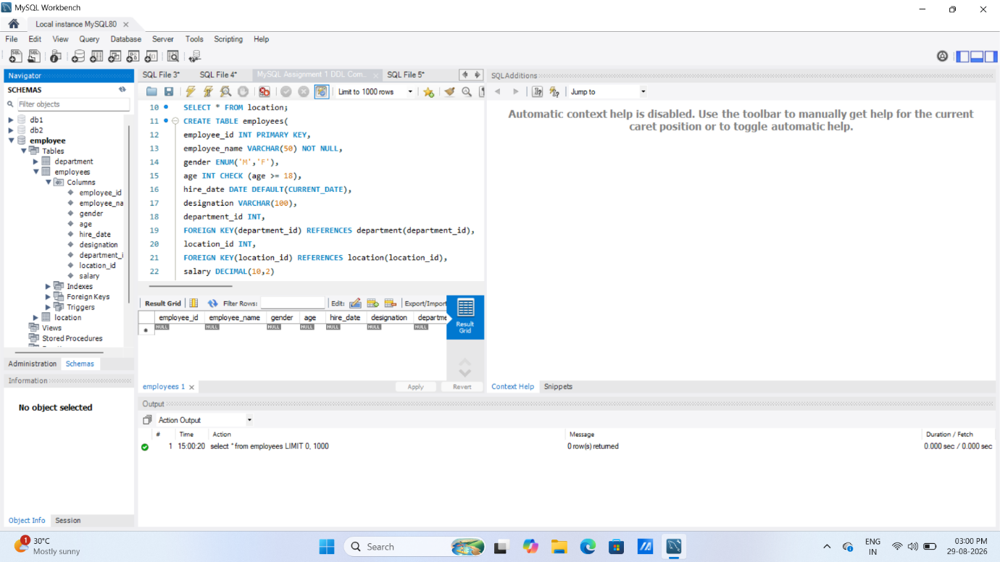 MySQL Workbench
Local instance MySQL80
File Edit View Query Database Server Tools Scripting Help
Navigator
SCHEMAS
Filter objects
db1
db2
employee
Tables
department
employees
Columns
employee_id
employee_na
gender
age
hire_date
designation
department_i
location_id
salary
Indexes
Foreign Keys
Triggers
location
Views
Stored Procedures
Administration Schemas
Information
No object selected
Object Info Session
SQL File 3* SQL File 4* MySQL Assignment 1 DDL Com.. SQL File 5*
Limit to 1000 rows
10 SELECT * FROM location;
11 CREATE TABLE employees(
12 employee_id INT PRIMARY KEY,
13 employee_name VARCHAR(50) NOT NULL,
14 gender ENUM('M','F'),
15 age INT CHECK (age >= 18),
16 hire_date DATE DEFAULT(CURRENT_DATE),
17 designation VARCHAR(100),
18 department_id INT,
19 FOREIGN KEY(department_id) REFERENCES department(department_id),
20 location_id INT,
21 FOREIGN KEY(location_id) REFERENCES location(location_id),
22 salary DECIMAL(10,2)
Result Grid Filter Rows: Edit: Export/Import
employee_id employee_name gender age hire_date designation departme
NULL NULL NULL NULL NULL NULL NULL
Result
Grid
employees 1 Apply Revert
SQLAdditions
Jump to
Automatic context help is disabled. Use the toolbar to manually get help for the current
caret position or to toggle automatic help.
Context Help Snippets
Output
Action Output
# Time Action Message Duration / Fetch
1 15:00:20 select * from employees LIMIT 0, 1000 0 row(s) returned 0.000 sec / 0.000 sec
1
30°C
Mostly sunny
Search
ENG
IN
03:00 PM
29-08-2026